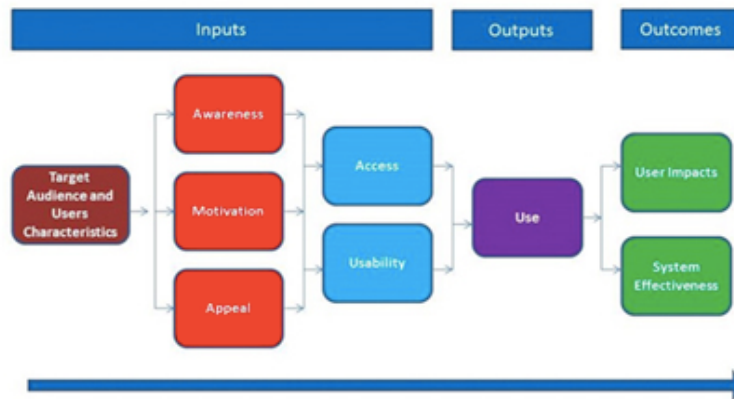 Inputs
Outputs
Outcomes
Awareness
Target
Audience and
Users
Characteristics
Motivation
Appeal
Access
Usability
Use
User Impacts
System
Effectiveness